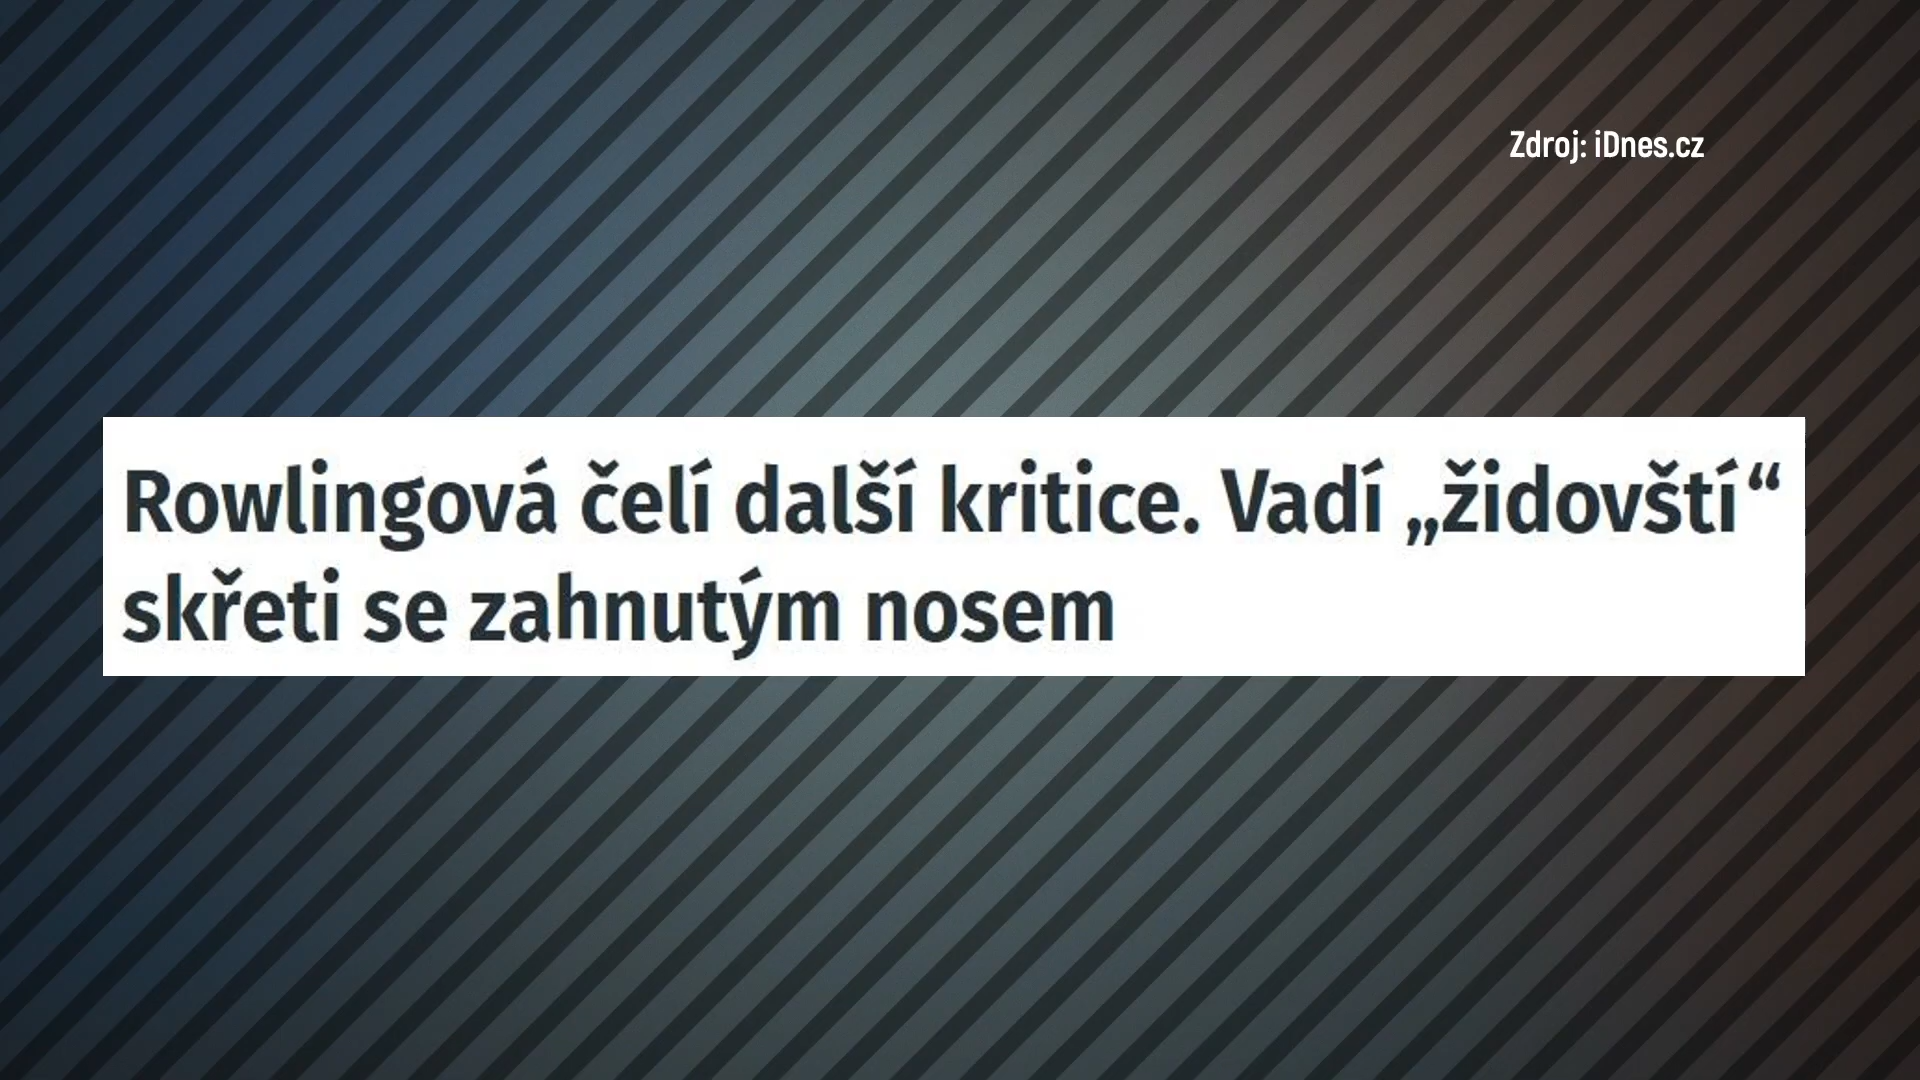 Zdroj: iDnes.cz
Rowlingová čelí další kritice. Vadí „židovští“
skřeti se zahnutým nosem